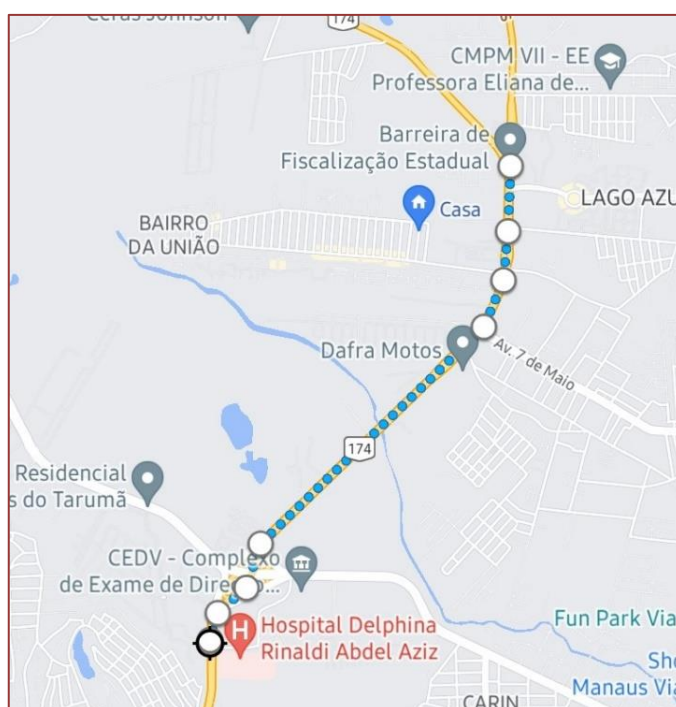 174
CMPM VII - EE
Professora Eliana de...
Barreira de
Fiscalização Estadual
LAGO AZU
Casa
BAIRRO
DA UNIÃO
Dafra Motos
Av. 7 de Maio
174
Residencial
s do Tarumã
CEDV - Complexo
de Exame de Direç o...
Hospital Delphina
Rinaldi Abdel Aziz
Fun Park Via
Sho
Manaus Via
CARIN